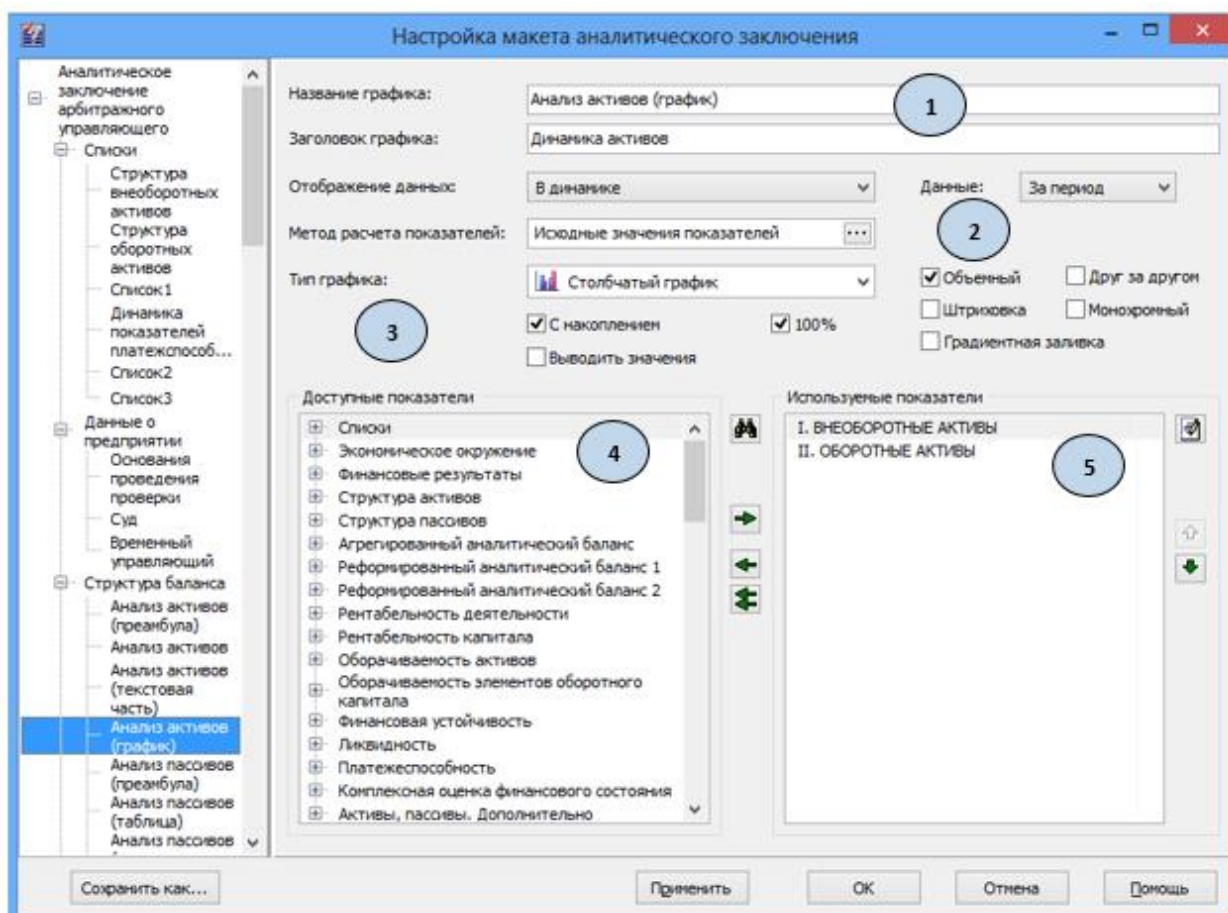 Настройка макета аналитического заключения
Аналитическое
заключение
арбитражного
управляющего
Списки
Структура
внеоборотных
активов
Структура
оборотных
активов
Список1
Динамика
показателей
платежспособ...
Список2
Список3
Данные о
предприятии
Основания
проведения
проверки
Суд
Временный
управляющий
Структура баланса
Анализ активов
(преамбула)
Анализ активов
Анализ активов
(текстовая
часть)
Анализ активов
(график)
Анализ пассивов
(преамбула)
Анализ пассивов
(таблица)
Анализ пассивов
Название графика: Анализ активов (график) 1
Заголовок графика: Динамика активов
Отображение данных: В динамике Данные: За период
2
Метод расчета показателей: Исходные значения показателей ...
Тип графика: Столбчатый график Объемный Друг за другом
3 С накоплением 100% Штриховка Монохромный
Выводить значения Градиентная заливка
Доступные показатели
Списки
Экономическое окружение
4
Финансовые результаты
Структура активов
Структура пассивов
Агрегированный аналитический баланс
Реформированный аналитический баланс 1
Реформированный аналитический баланс 2
Рентабельность деятельности
Рентабельность капитала
Оборачиваемость активов
Оборачиваемость элементов оборотного
капитала
Финансовая устойчивость
Ликвидность
Платежеспособность
Комплексная оценка финансового состояния
Активы, пассивы. Дополнительно
Используемые показатели
I. ВНЕОБОРОТНЫЕ АКТИВЫ
II. ОБОРОТНЫЕ АКТИВЫ
5
Сохранить как... Применить ОК Отмена Помощь